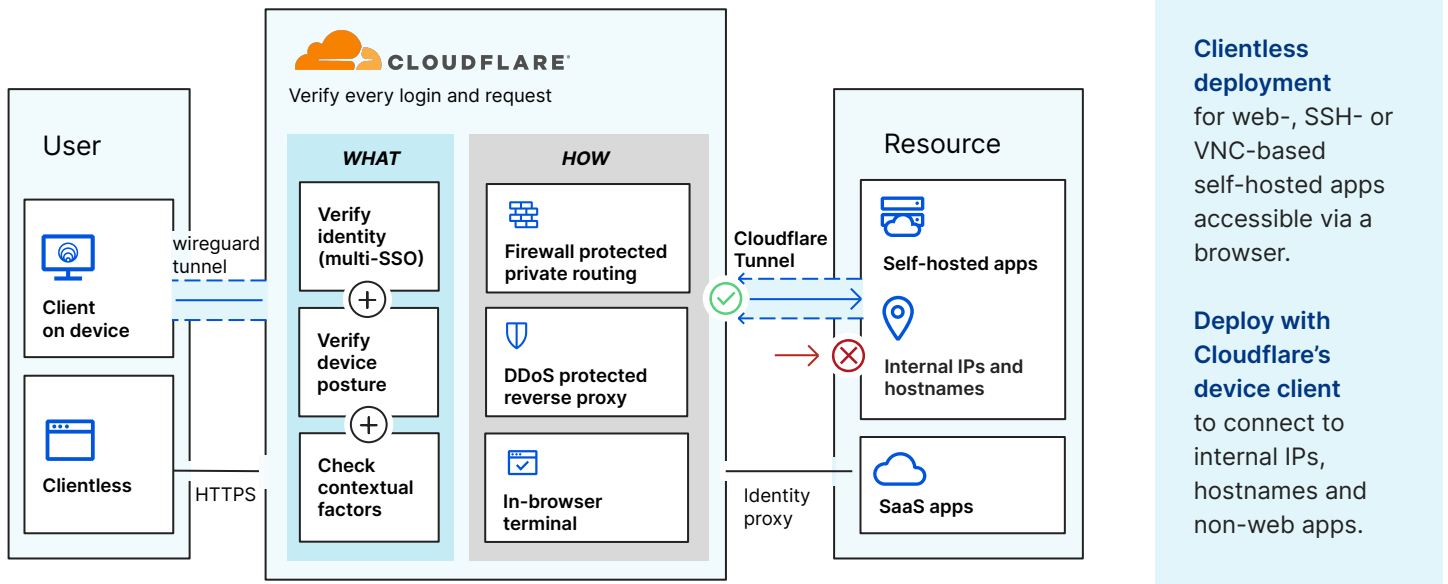 CLOUDFLARE
Verify every login and request
User
Client
on device
Clientless
wireguard
tunnel
HTTPS
WHAT
Verify
identity
(multi-SSO)
Verify
device
posture
Check
contextual
factors
HOW
Firewall protected
private routing
DDoS protected
reverse proxy
In-browser
terminal
Cloudflare
Tunnel
Identity
proxy
Resource
Self-hosted apps
Internal IPs and
hostnames
SaaS apps
Clientless
deployment
for web-, SSH- or
VNC-based
self-hosted apps
accessible via a
browser.
Deploy with
Cloudflare’s
device client
to connect to
internal IPs,
hostnames and
non-web apps.